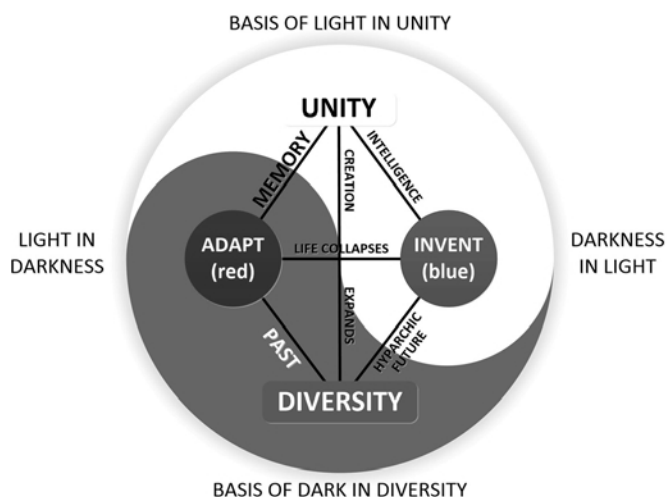 BASIS OF LIGHT IN UNITY
UNITY
MEMORY
CREATION
INTELLIGENCE
LIGHT IN
DARKNESS
ADAPT
(red)
LIFE COLLAPSES
INVENT
(blue)
DARKNESS
IN LIGHT
PAST
EXPANDS
HYPARCHIC
FUTURE
DIVERSITY
BASIS OF DARK IN DIVERSITY